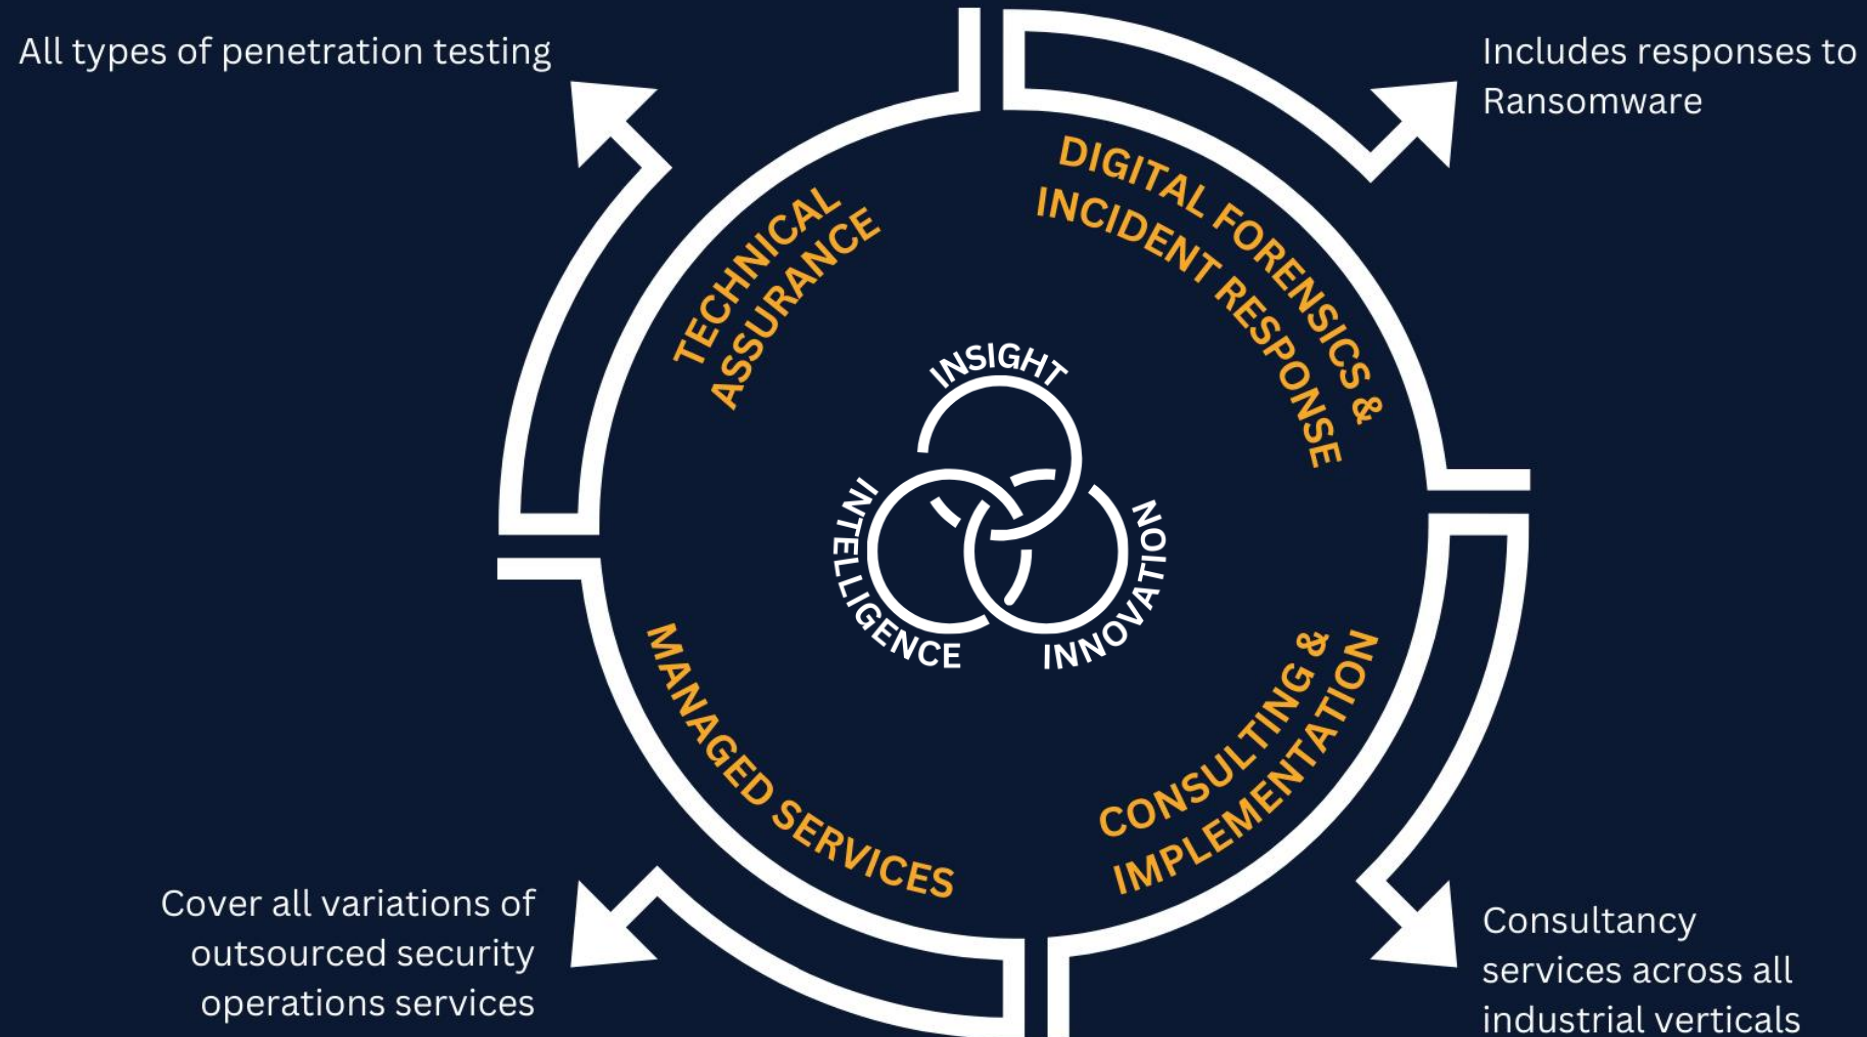 All types of penetration testing
Includes responses to
Ransomware
TECHNICAL
ASSURANCE
DIGITAL FORENSICS &
INCIDENT RESPONSE
INSIGHT
INTELLIGENCE
INNOVATION
MANAGED SERVICES
CONSULTING &
IMPLEMENTATION
Cover all variations of
outsourced security
operations services
Consultancy
services across all
industrial verticals